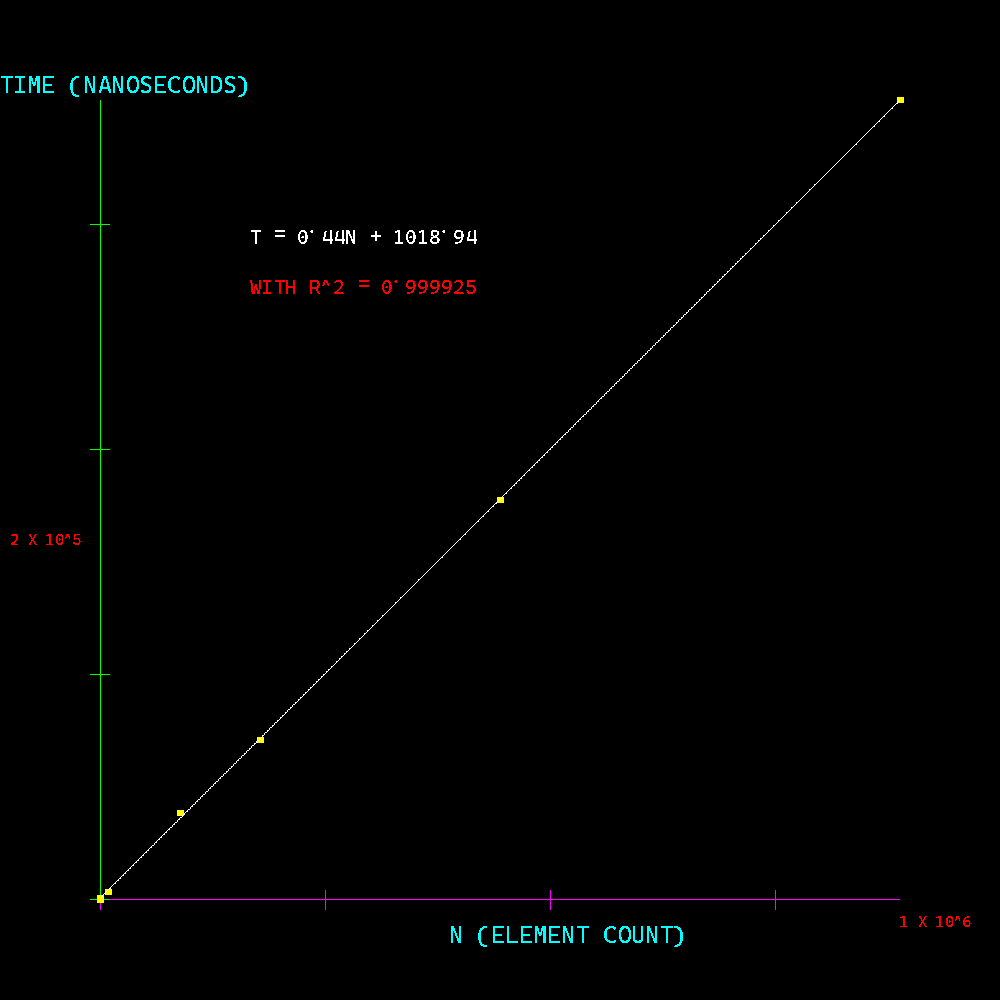 TIME (NANOSECONDS)
T = 0˙44N + 1018˙94
WITH R^2 = 0˙999925
2 X 10^5
1 X 10^6
N (ELEMENT COUNT)